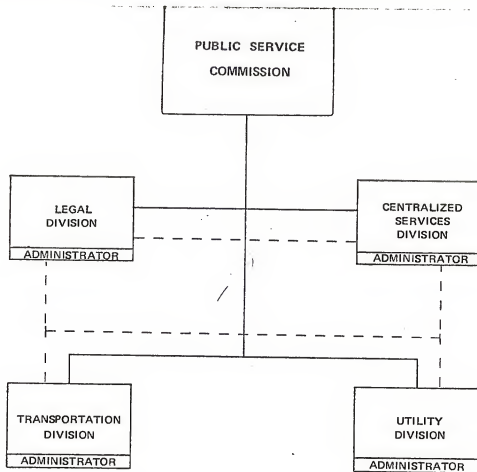 PUBLIC SERVICE
COMMISSION
LEGAL
DIVISION
ADMINISTRATOR
CENTRALIZED
SERVICES
DIVISION
ADMINISTRATOR
TRANSPORTATION
DIVISION
ADMINISTRATOR
UTILITY
DIVISION
ADMINISTRATOR